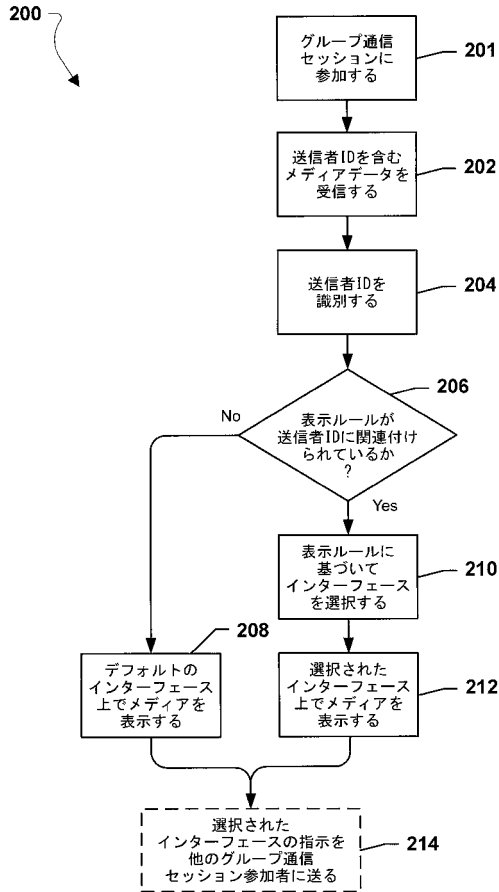 200
グループ通信
セッションに
参加する
201
送信者IDを含む
メディアデータを
受信する
202
送信者IDを
識別する
204
206
表示ルールが
送信者IDに関連付け
られているか
?
No
Yes
表示ルールに
基づいて
インターフェース
を選択する
210
208
デフォルトの
インターフェース
上でメディアを
表示する
選択された
インターフェース
上でメディアを
表示する
212
選択された
インターフェースの指示を
他のグループ通信
セッション参加者に送る
214